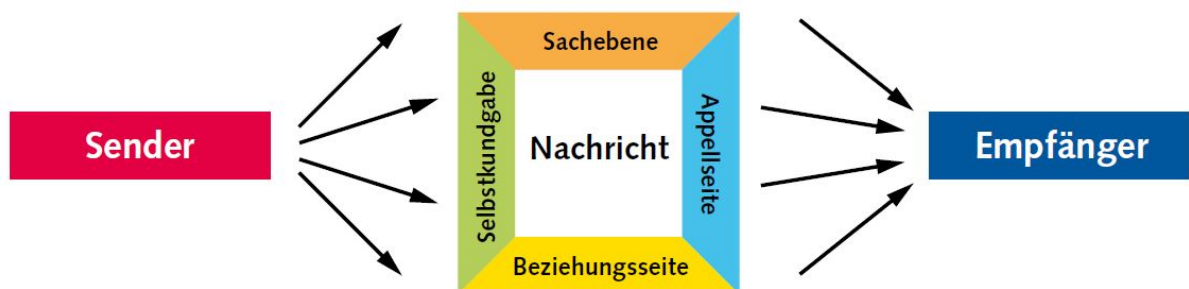 Sachebene
Sender
Selbstkundgabe
Nachricht
Appellseite
Empfänger
Beziehungsseite